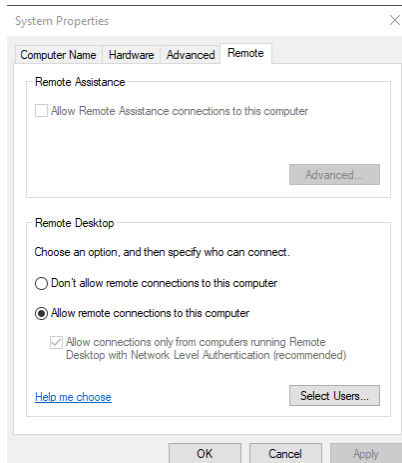 System Properties
Computer Name Hardware Advanced Remote
Remote Assistance
Allow Remote Assistance connections to this computer
Advanced...
Remote Desktop
Choose an option, and then specify who can connect.
Don't allow remote connections to this computer
Allow remote connections to this computer
Allow connections only from computers running Remote
Desktop with Network Level Authentication (recommended)
Help me choose Select Users...
OK Cancel Apply